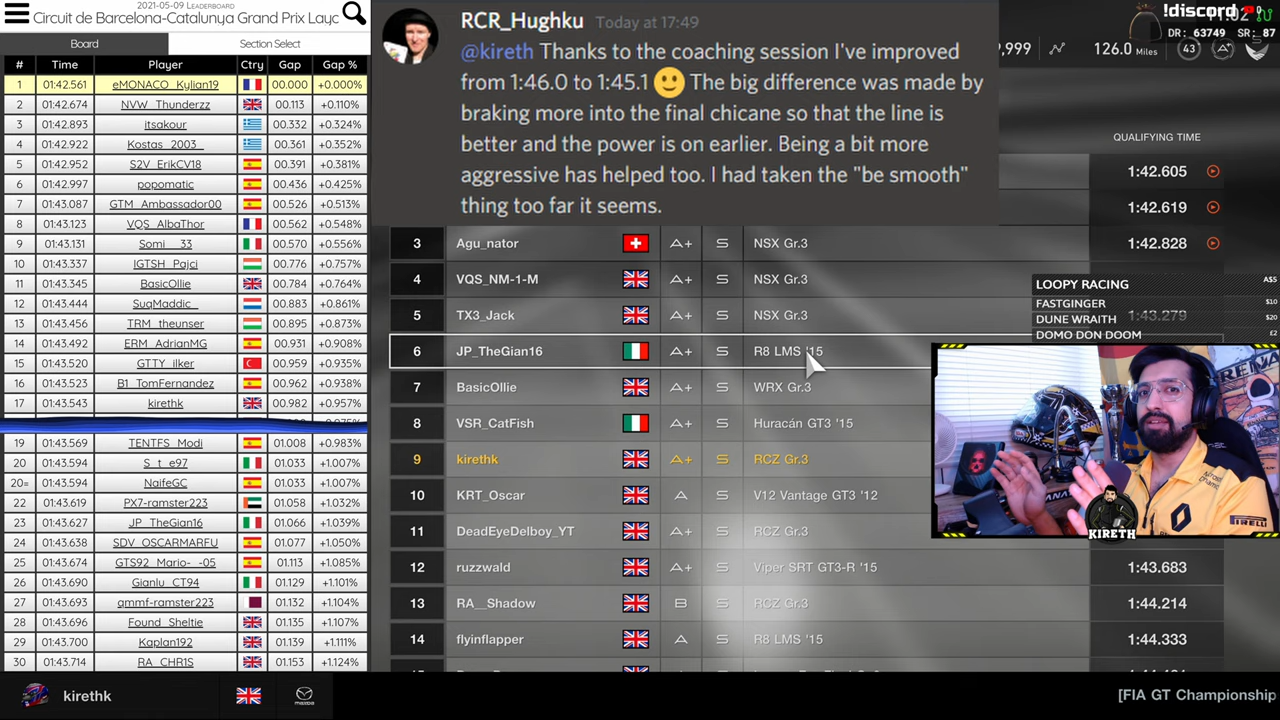 2021-05-09 LEADERBOARD
Circuit de Barcelona-Catalunya Grand Prix Layc
Board Section Select
# Time Player Ctry Gap Gap %
1 01:42.561 eMONACO_Kylian19 00.000 +0.000%
2 01:42.674 NVW_Thunderzz 00.113 +0.110%
3 01:42.893 itsakour 00.332 +0.324%
4 01:42.922 Kostas_2003_ 00.361 +0.352%
5 01:42.952 S2V_ErikCV18 00.391 +0.381%
6 01:42.997 popomatic 00.436 +0.425%
7 01:43.087 GTM_Ambassador00 00.526 +0.513%
8 01:43.123 VQS_AlbaThor 00.562 +0.548%
9 01:43.131 Somi__33 00.570 +0.556%
10 01:43.337 IGTSH_Pajci 00.776 +0.757%
11 01:43.345 BasicOllie 00.784 +0.764%
12 01:43.444 SuqMaddic_ 00.883 +0.861%
13 01:43.456 TRM_theunser 00.895 +0.873%
14 01:43.492 ERM_AdrianMG 00.931 +0.908%
15 01:43.520 GTTY_ilker 00.959 +0.935%
16 01:43.523 B1_TomFernandez 00.962 +0.938%
17 01:43.543 kirethk 00.982 +0.957%
19 01:43.569 TENTFS_Modi 01.008 +0.983%
20 01:43.594 S_t_e97 01.033 +1.007%
20= 01:43.594 NaifeGC 01.033 +1.007%
22 01:43.619 PX7-ramster223 01.058 +1.032%
23 01:43.627 JP_TheGian16 01.066 +1.039%
24 01:43.638 SDV_OSCARMARFU 01.077 +1.050%
25 01:43.674 GTS92_Mario-_-05 01.113 +1.085%
26 01:43.690 Gianlu_CT94 01.129 +1.101%
27 01:43.693 qmmf-ramster223 01.132 +1.104%
28 01:43.696 Found_Sheltie 01.135 +1.107%
29 01:43.700 Kaplan192 01.139 +1.111%
30 01:43.714 RA_CHR1S 01.153 +1.124%
RCR_Hughku Today at 17:49
@kireth Thanks to the coaching session I've improved
from 1:46.0 to 1:45.1 🙂 The big difference was made by
braking more into the final chicane so that the line is
better and the power is on earlier. Being a bit more
aggressive has helped too. I had taken the "be smooth"
thing too far it seems.
!discord
DR: 63749 SR: 87
,999 126.0 Miles 43
QUALIFYING TIME
1:42.605
1:42.619
3 Agu_nator A+ S NSX Gr.3 1:42.828
4 VQS_NM-1-M A+ S NSX Gr.3
5 TX3_Jack A+ S NSX Gr.3 1:43.279
6 JP_TheGian16 A+ S R8 LMS '15
7 BasicOllie A+ S WRX Gr.3
8 VSR_CatFish A+ S Huracán GT3 '15
9 kirethk A+ S RCZ Gr.3
10 KRT_Oscar A S V12 Vantage GT3 '12
11 DeadEyeDelboy_YT A+ S RCZ Gr.3
12 ruzzwald A+ S Viper SRT GT3-R '15 1:43.683
13 RA__Shadow B S RCZ Gr.3 1:44.214
14 flyinflapper A S R8 LMS '15 1:44.333
LOOPY RACING A$5
FASTGINGER $10
DUNE WRAITH $20
DOMO DON DOOM £2
KIRETH
PIRELLI
kirethk
mazda
[FIA GT Championship